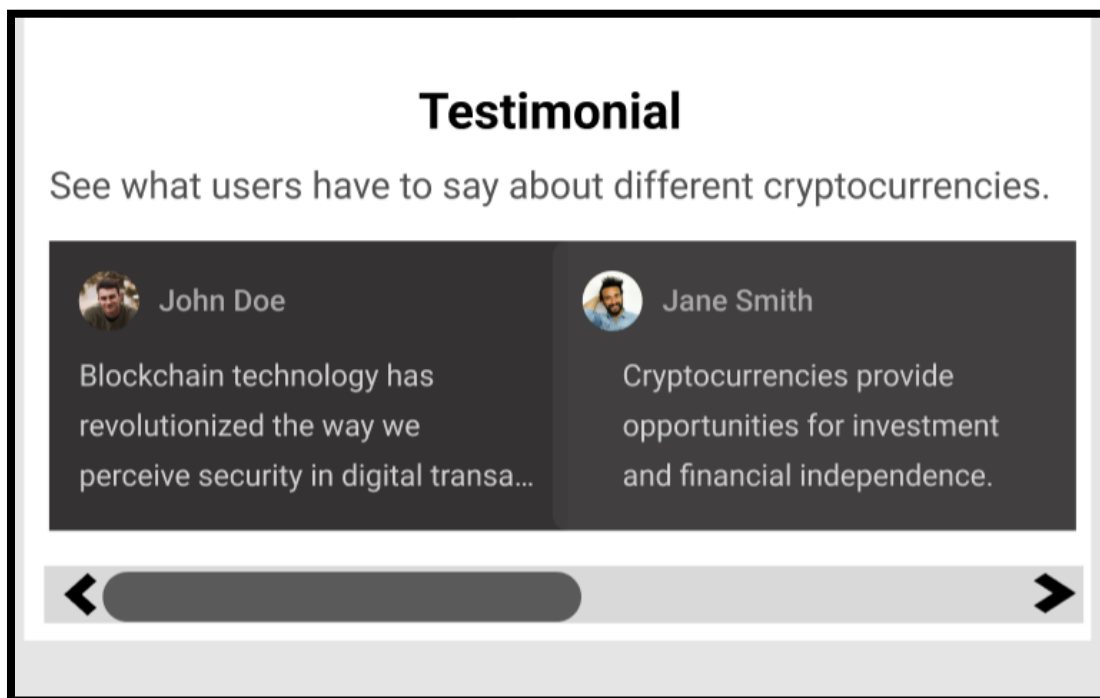 Testimonial
See what users have to say about different cryptocurrencies.
John Doe
Blockchain technology has
revolutionized the way we
perceive security in digital transa...
Jane Smith
Cryptocurrencies provide
opportunities for investment
and financial independence.